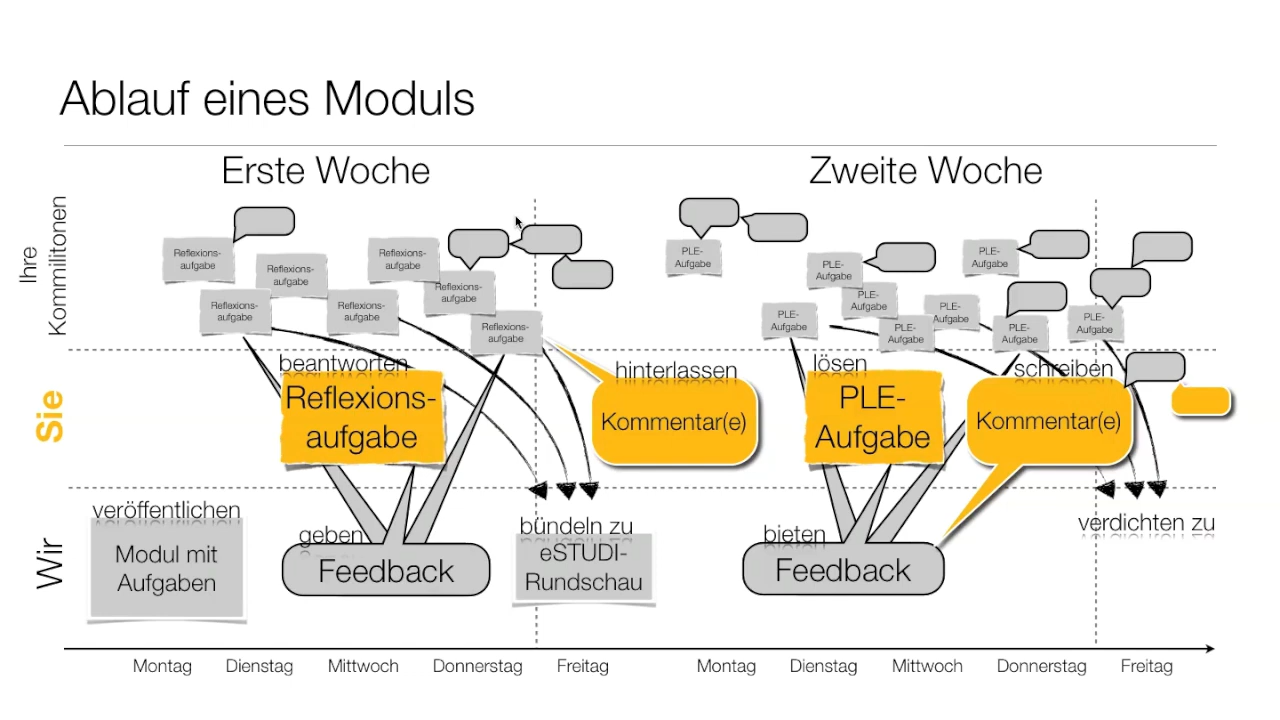 Ablauf eines Moduls
Erste Woche
Zweite Woche
Ihre
Kommilitonen
Reflexions-
aufgabe
Reflexions-
aufgabe
Reflexions-
aufgabe
Reflexions-
aufgabe
Reflexions-
aufgabe
Reflexions-
aufgabe
Reflexions-
aufgabe
PLE-
Aufgabe
PLE-
Aufgabe
PLE-
Aufgabe
PLE-
Aufgabe
PLE-
Aufgabe
PLE-
Aufgabe
PLE-
Aufgabe
PLE-
Aufgabe
PLE-
Aufgabe
Sie
beantworten
Reflexions-
aufgabe
hinterlassen
Kommentar(e)
lösen
PLE-
Aufgabe
schreiben
Kommentar(e)
Wir
veröffentlichen
Modul mit
Aufgaben
geben
Feedback
bündeln zu
eSTUDI-
Rundschau
bieten
Feedback
verdichten zu
Montag
Dienstag
Mittwoch
Donnerstag
Freitag
Montag
Dienstag
Mittwoch
Donnerstag
Freitag